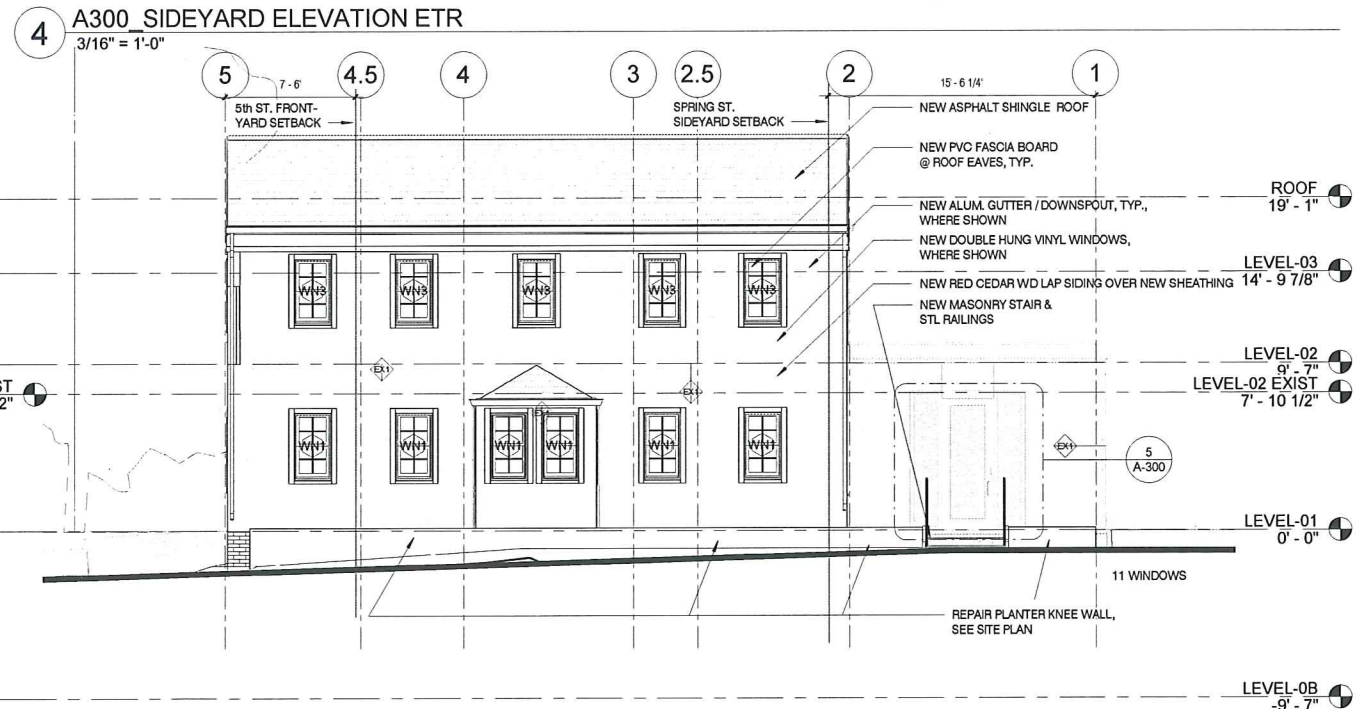 4
A300_SIDEYARD ELEVATION ETR
3/16" = 1'-0"
5
4.5
4
3
2.5
2
1
7 - 6'
15' - 6 1/4'
5th ST. FRONT-
YARD SETBACK
SPRING ST.
SIDEYARD SETBACK
NEW ASPHALT SHINGLE ROOF
NEW PVC FASCIA BOARD
@ ROOF EAVES, TYP.
NEW ALUM. GUTTER / DOWNSPOUT, TYP.,
WHERE SHOWN
NEW DOUBLE HUNG VINYL WINDOWS,
WHERE SHOWN
NEW RED CEDAR WD LAP SIDING OVER NEW SHEATHING
NEW MASONRY STAIR &
STL RAILINGS
ROOF
19' - 1"
LEVEL-03
14' - 9 7/8"
LEVEL-02
9' - 7"
LEVEL-02 EXIST
7' - 10 1/2"
ST
2"
WN3
WN3
WN3
WN3
WN3
EX1
EX1
EX1
WN1
WN1
WN1
WN1
WN1
WN1
5
A-300
LEVEL-01
0' - 0"
11 WINDOWS
REPAIR PLANTER KNEE WALL,
SEE SITE PLAN
LEVEL-0B
-9' - 7"